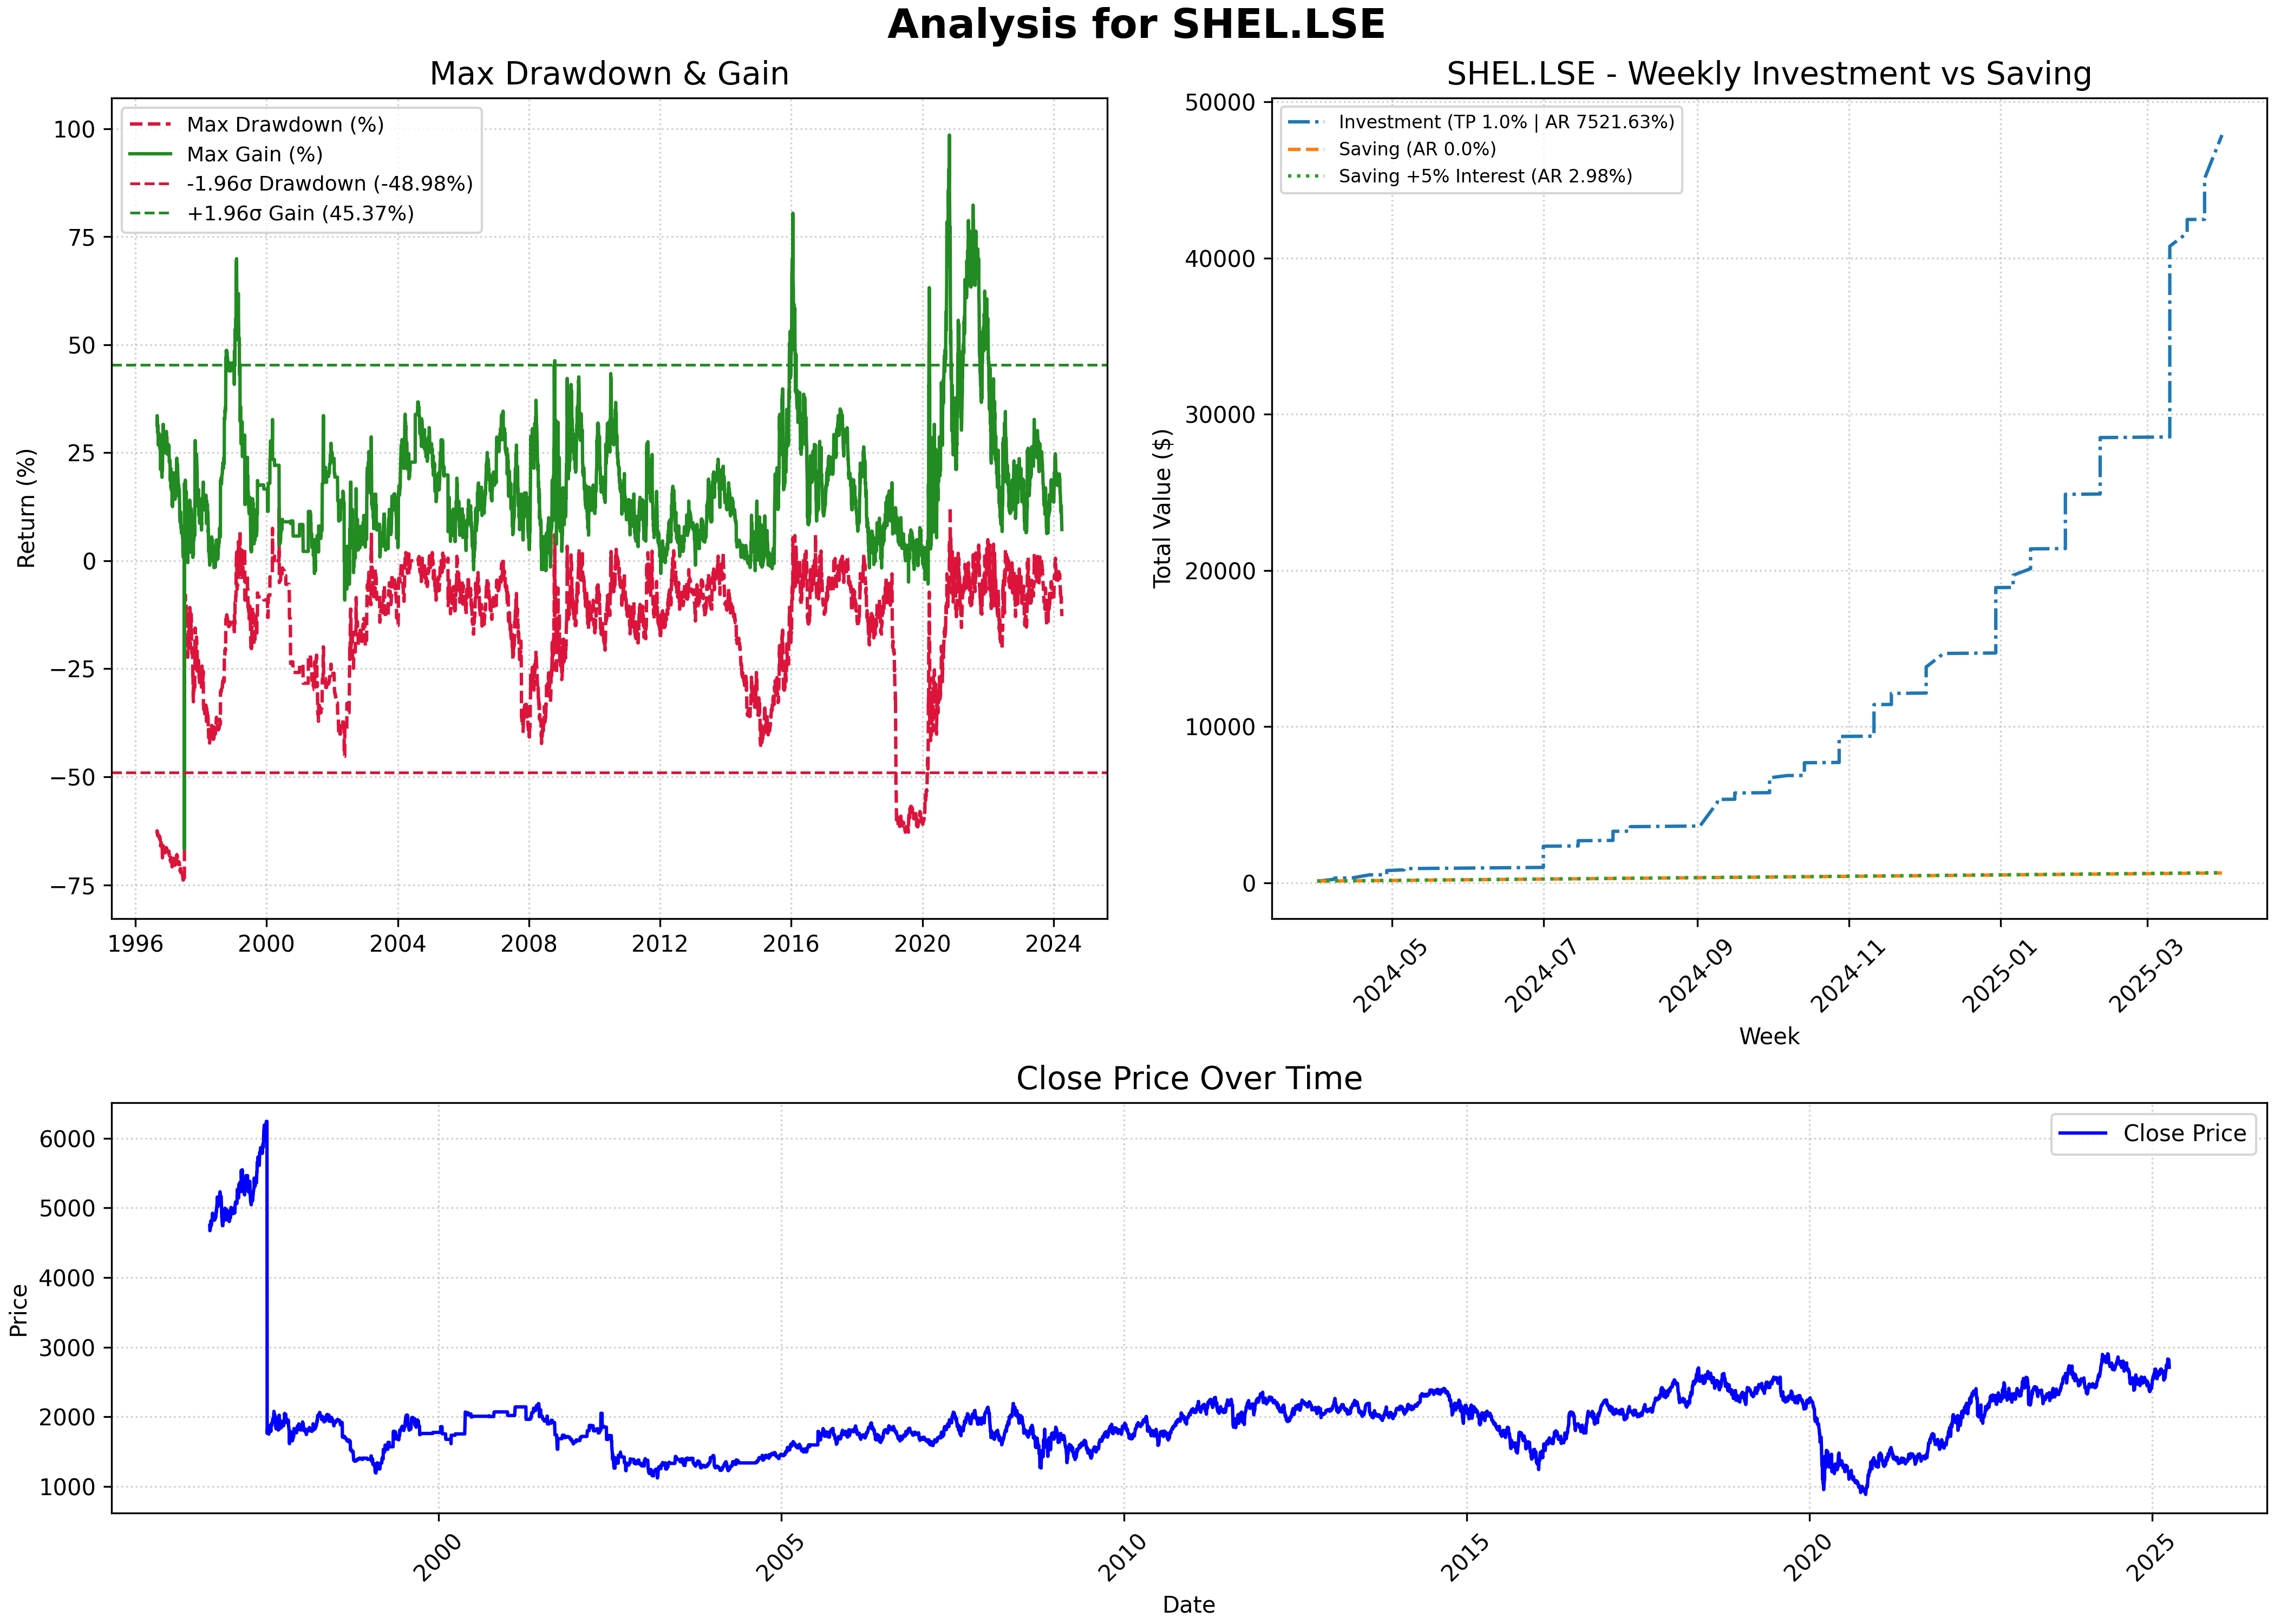 Analysis for SHEL.LSE
Max Drawdown & Gain
Max Drawdown (%)
Max Gain (%)
-1.96σ Drawdown (-48.98%)
+1.96σ Gain (45.37%)
Return (%)
100
75
50
25
0
−25
−50
−75
1996
2000
2004
2008
2012
2016
2020
2024
SHEL.LSE - Weekly Investment vs Saving
Investment (TP 1.0% | AR 7521.63%)
Saving (AR 0.0%)
Saving +5% Interest (AR 2.98%)
Total Value ($)
50000
40000
30000
20000
10000
0
2024-05
2024-07
2024-09
2024-11
2025-01
2025-03
Week
Close Price Over Time
Close Price
Price
6000
5000
4000
3000
2000
1000
2000
2005
2010
2015
2020
2025
Date